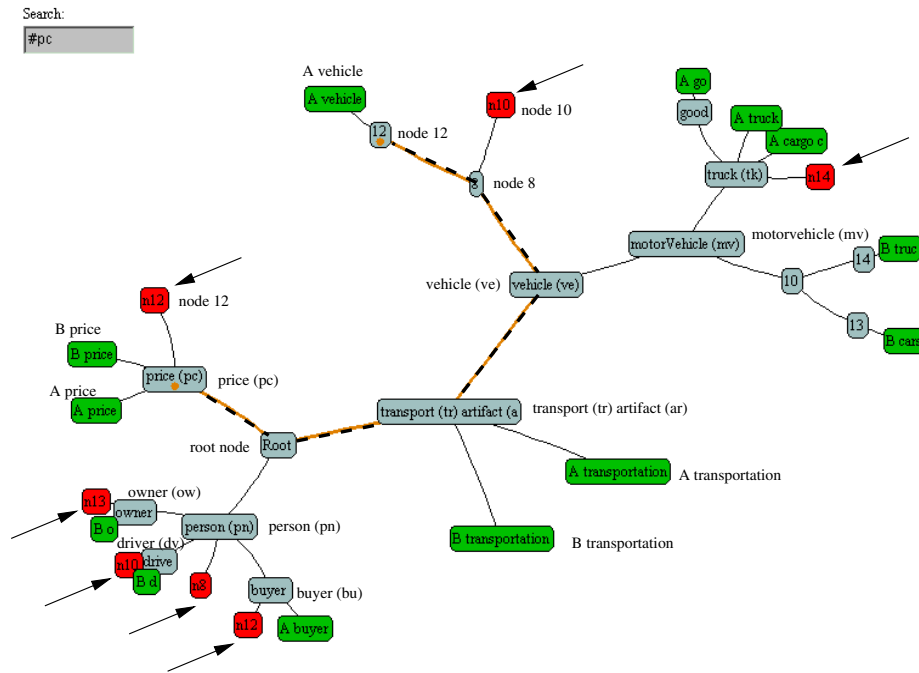 Search:
#pc
A vehicle
A vehicle
12
node 12
n10
node 10
8
node 8
A go
good
A truck
A cargo c
truck (tk)
n14
motorVehicle (mv)
motorvehicle (mv)
14
B truc
10
13
B cars
vehicle (ve)
vehicle (ve)
n12
node 12
B price
B price
price (pc)
price (pc)
A price
A price
transport (tr) artifact (a
transport (tr) artifact (ar)
root node
Root
A transportation
A transportation
B transportation
B transportation
owner (ow)
n13
owner
B o
person (pn)
person (pn)
driver (dv)
n10
drive
B d
n8
buyer
buyer (bu)
n12
A buyer